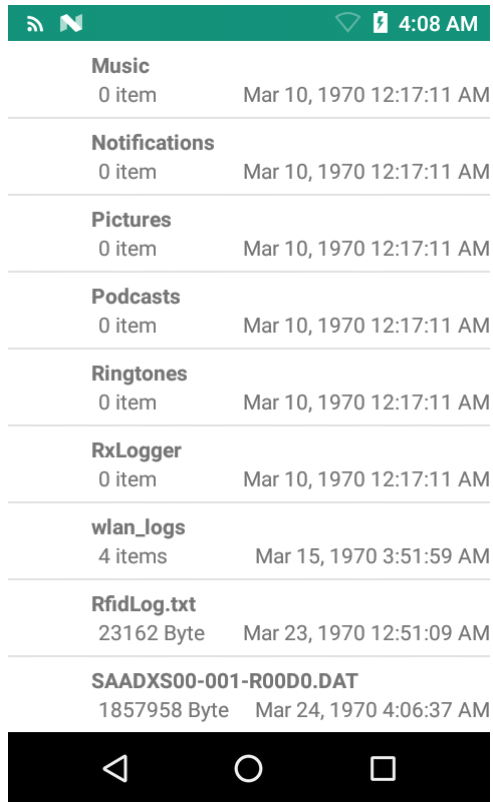 4:08 AM
Music
0 item Mar 10, 1970 12:17:11 AM
Notifications
0 item Mar 10, 1970 12:17:11 AM
Pictures
0 item Mar 10, 1970 12:17:11 AM
Podcasts
0 item Mar 10, 1970 12:17:11 AM
Ringtones
0 item Mar 10, 1970 12:17:11 AM
RxLogger
0 item Mar 10, 1970 12:17:11 AM
wlan_logs
4 items Mar 15, 1970 3:51:59 AM
RfidLog.txt
23162 Byte Mar 23, 1970 12:51:09 AM
SAADXS00-001-R00D0.DAT
1857958 Byte Mar 24, 1970 4:06:37 AM